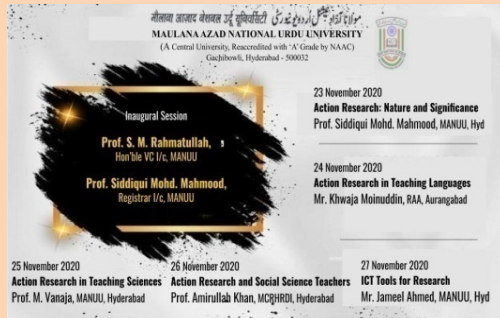 मौलाना आज़ाद नेशनल उर्दू यूनिवर्सिटी مولانا آزاد نیشنل اُردو یونیورسٹی
MAULANA AZAD NATIONAL URDU UNIVERSITY
(A Central University, Reaccredited with 'A' Grade by NAAC)
Gachibowli, Hyderabad - 500032
Inaugural Session
Prof. S. M. Rahmatullah,
Hon'ble VC I/c, MANUU
Prof. Siddiqui Mohd. Mahmood,
Registrar I/c, MANUU
23 November 2020
Action Research: Nature and Significance
Prof. Siddiqui Mohd. Mahmood, MANUU, Hyd
24 November 2020
Action Research in Teaching Languages
Mr. Khwaja Moinuddin, RAA, Aurangabad
25 November 2020
Action Research in Teaching Sciences
Prof. M. Vanaja, MANUU, Hyderabad
26 November 2020
Action Research and Social Science Teachers
Prof. Amirullah Khan, MCRHRDI, Hyderabad
27 November 2020
ICT Tools for Research
Mr. Jameel Ahmed, MANUU, Hyd